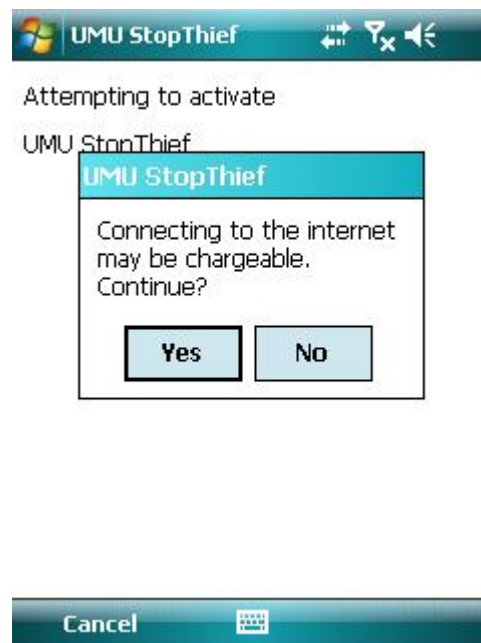 UMU StopThief
Attempting to activate
UMU StopThief
UMU StopThief
Connecting to the internet
may be chargeable.
Continue?
Yes No
Cancel